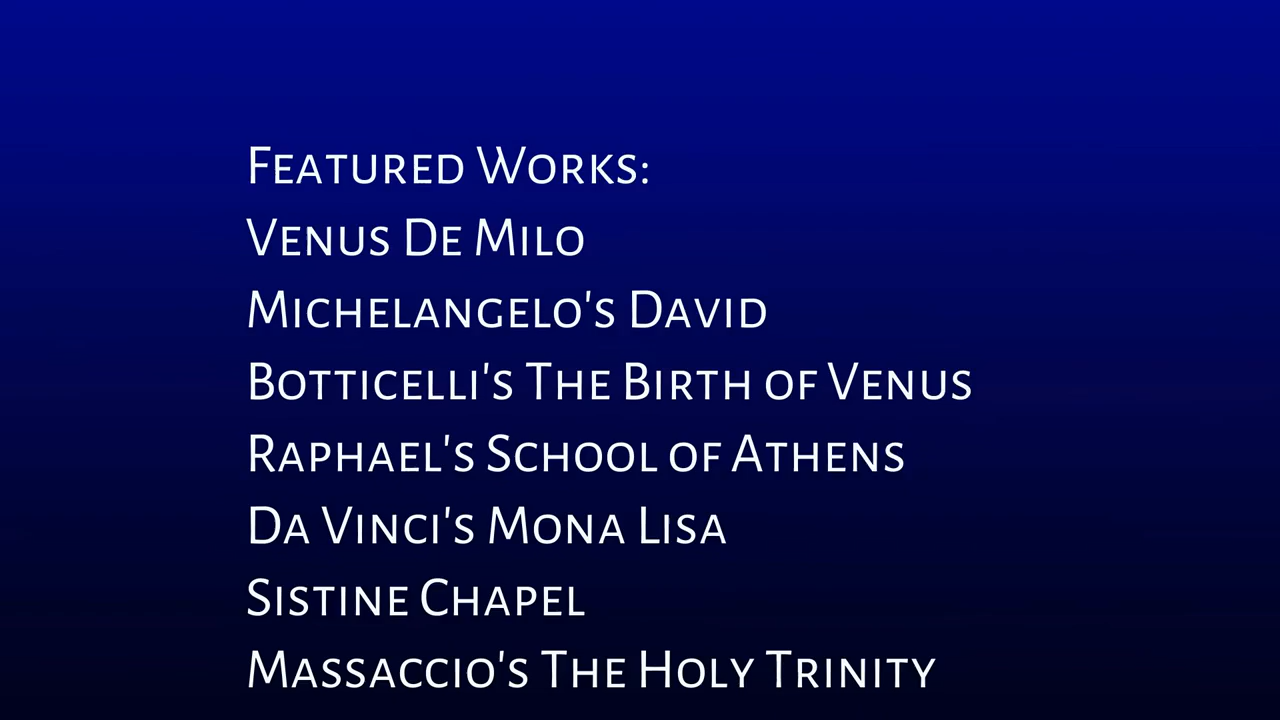 Featured Works:
Venus De Milo
Michelangelo's David
Botticelli's The Birth of Venus
Raphael's School of Athens
Da Vinci's Mona Lisa
Sistine Chapel
Massaccio's The Holy Trinity